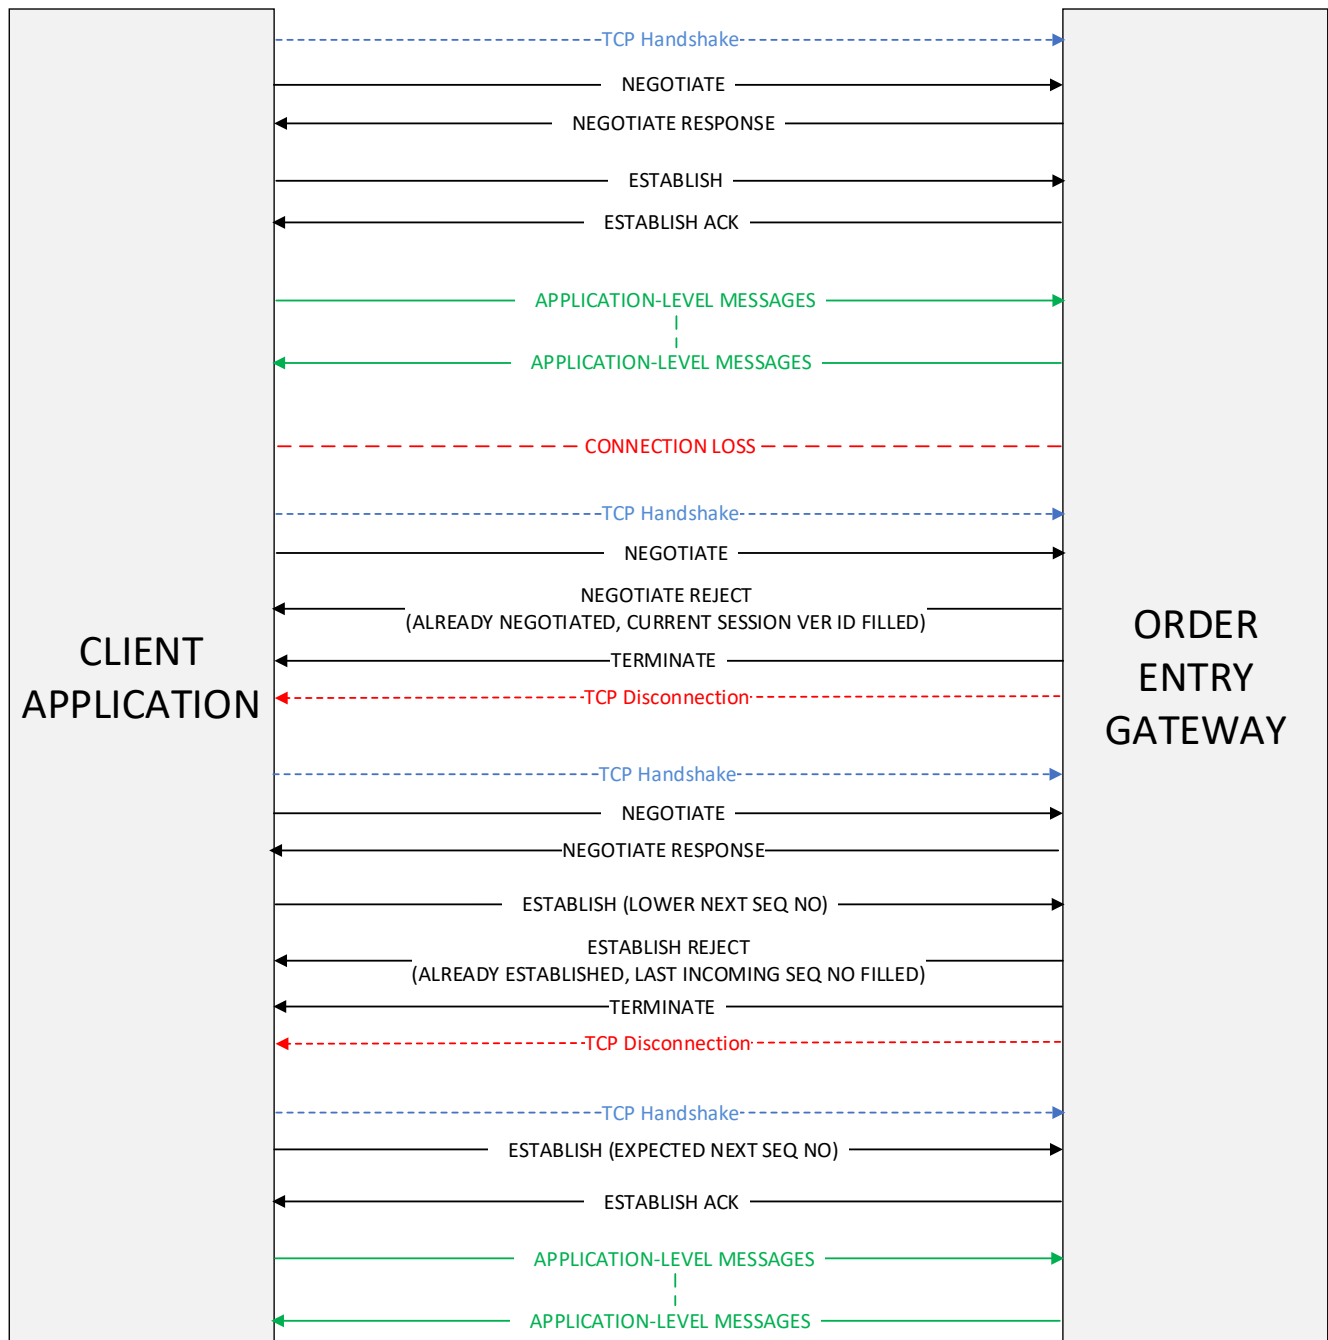 TCP Handshake
NEGOTIATE
NEGOTIATE RESPONSE
ESTABLISH
ESTABLISH ACK
APPLICATION-LEVEL MESSAGES
APPLICATION-LEVEL MESSAGES
CONNECTION LOSS
TCP Handshake
NEGOTIATE
NEGOTIATE REJECT
(ALREADY NEGOTIATED, CURRENT SESSION VER ID FILLED)
TERMINATE
TCP Disconnection
CLIENT
APPLICATION
ORDER
ENTRY
GATEWAY
TCP Handshake
NEGOTIATE
NEGOTIATE RESPONSE
ESTABLISH (LOWER NEXT SEQ NO)
ESTABLISH REJECT
(ALREADY ESTABLISHED, LAST INCOMING SEQ NO FILLED)
TERMINATE
TCP Disconnection
TCP Handshake
ESTABLISH (EXPECTED NEXT SEQ NO)
ESTABLISH ACK
APPLICATION-LEVEL MESSAGES
APPLICATION-LEVEL MESSAGES